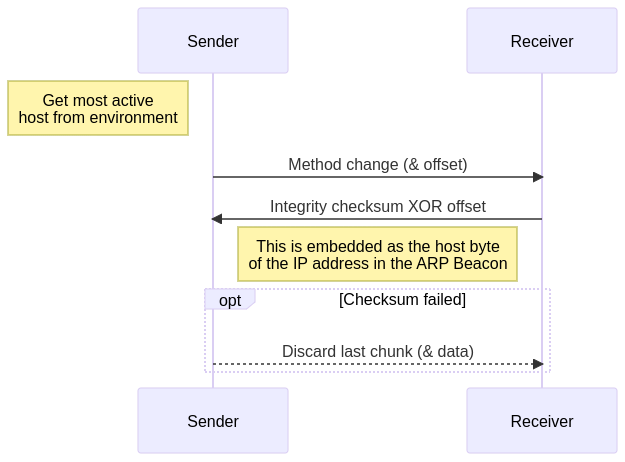 Sender
Receiver
Get most active
host from environment
Method change (& offset)
Integrity checksum XOR offset
This is embedded as the host byte
of the IP address in the ARP Beacon
opt
[Checksum failed]
Discard last chunk (& data)
Sender
Receiver